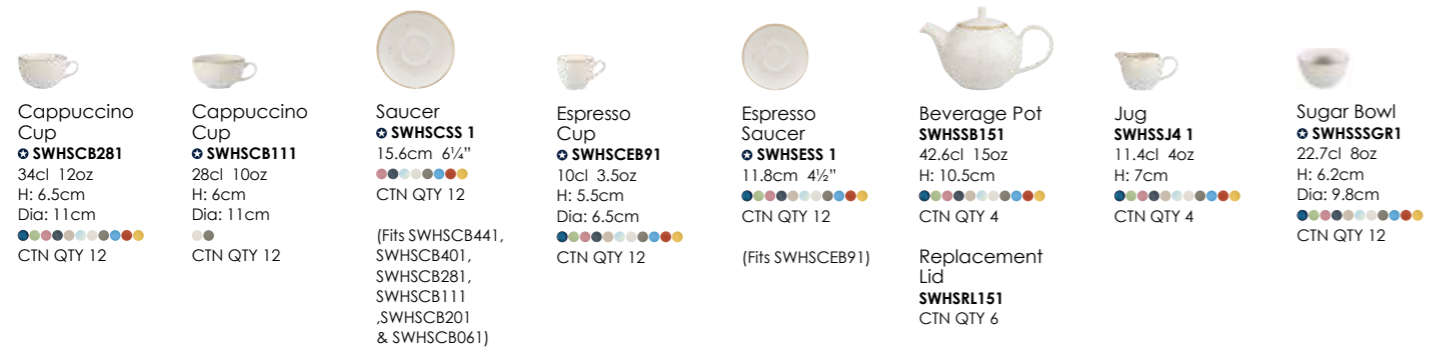 Cappuccino
Cup
SWHSCB281
34cl 12oz
H: 6.5cm
Dia: 11cm
CTN QTY 12
Cappuccino
Cup
SWHSCB111
28cl 10oz
H: 6cm
Dia: 11cm
CTN QTY 12
Saucer
SWHSCSS 1
15.6cm 6¼”
CTN QTY 12
(Fits SWHSCB441,
SWHSCB401,
SWHSCB281,
SWHSCB111
,SWHSCB201
& SWHSCB061)
Espresso
Cup
SWHSCEB91
10cl 3.5oz
H: 5.5cm
Dia: 6.5cm
CTN QTY 12
Espresso
Saucer
SWHSESS 1
11.8cm 4½”
CTN QTY 12
(Fits SWHSCEB91)
Beverage Pot
SWHSSB151
42.6cl 15oz
H: 10.5cm
CTN QTY 4
Replacement
Lid
SWHSRL151
CTN QTY 6
Jug
SWHSSJ4 1
11.4cl 4oz
H: 7cm
CTN QTY 4
Sugar Bowl
SWHSSSGR1
22.7cl 8oz
H: 6.2cm
Dia: 9.8cm
CTN QTY 12